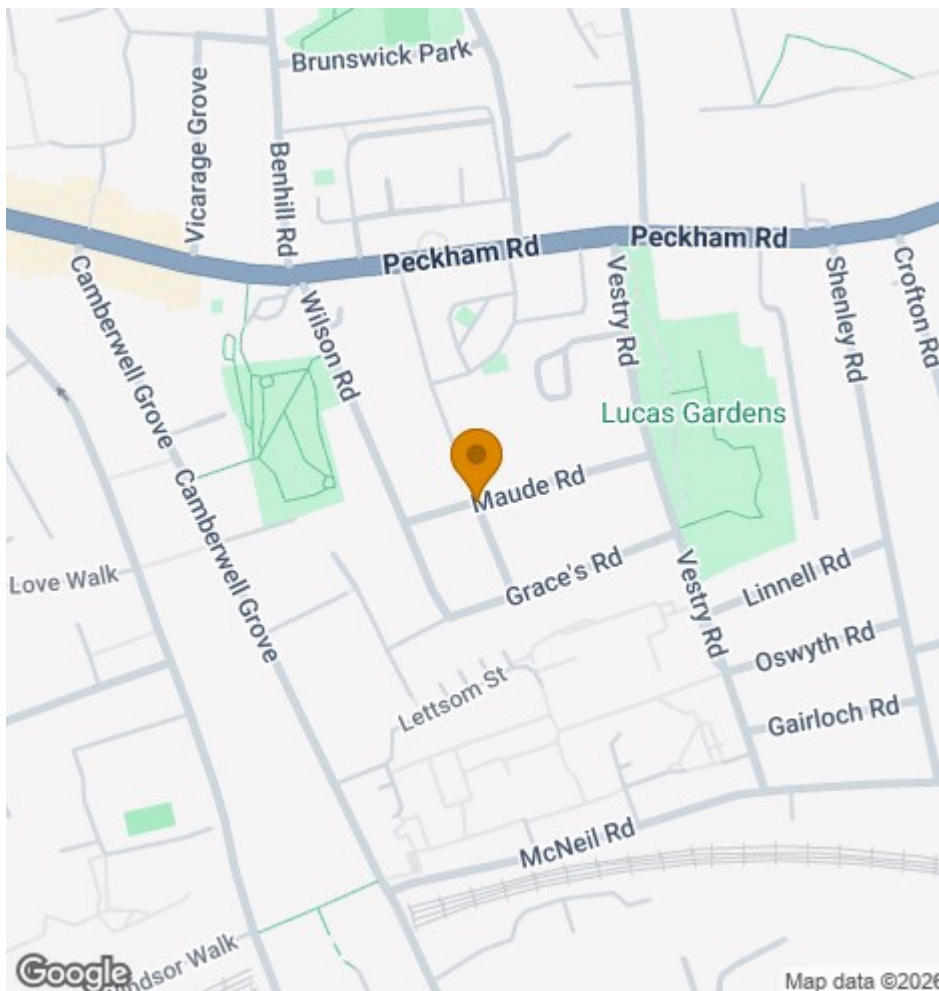 Brunswick Park
Vicarage Grove
Benhill Rd
Peckham Rd
Peckham Rd
Camberwell Grove
Wilson Rd
Vestry Rd
Shenley Rd
Crofton Rd
Lucas Gardens
Maude Rd
Camberwell Grove
Love Walk
Grace's Rd
Vestry Rd
Linnell Rd
Oswyth Rd
Lettsom St
Gairloch Rd
McNeil Rd
Walk
Google
Map data ©2026